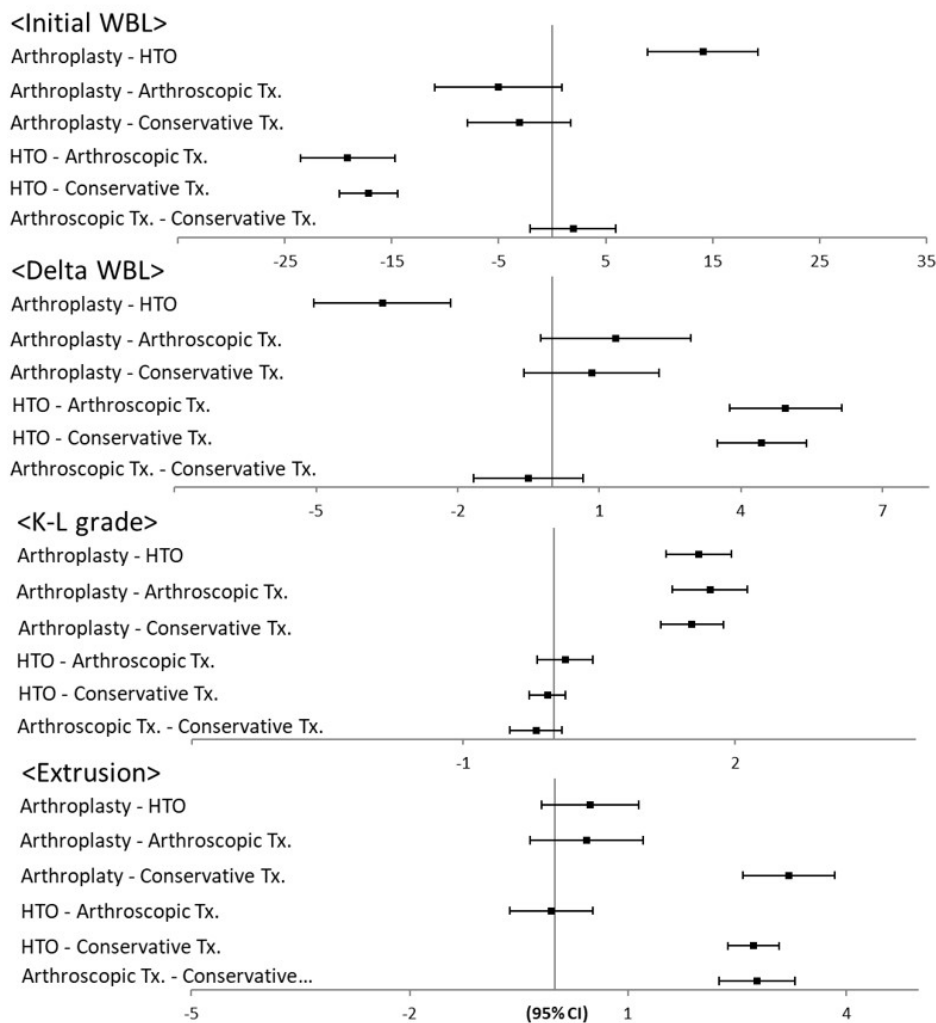 <Initial WBL>
Arthroplasty - HTO
Arthroplasty - Arthroscopic Tx.
Arthroplasty - Conservative Tx.
HTO - Arthroscopic Tx.
HTO - Conservative Tx.
Arthroscopic Tx. - Conservative Tx.
-25 -15 -5 5 15 25 35
<Delta WBL>
Arthroplasty - HTO
Arthroplasty - Arthroscopic Tx.
Arthroplasty - Conservative Tx.
HTO - Arthroscopic Tx.
HTO - Conservative Tx.
Arthroscopic Tx. - Conservative Tx.
-5 -2 1 4 7
<K-L grade>
Arthroplasty - HTO
Arthroplasty - Arthroscopic Tx.
Arthroplasty - Conservative Tx.
HTO - Arthroscopic Tx.
HTO - Conservative Tx.
Arthroscopic Tx. - Conservative Tx.
-1 2
<Extrusion>
Arthroplasty - HTO
Arthroplasty - Arthroscopic Tx.
Arthroplaty - Conservative Tx.
HTO - Arthroscopic Tx.
HTO - Conservative Tx.
Arthroscopic Tx. - Conservative...
-5 -2 (95% CI) 1 4